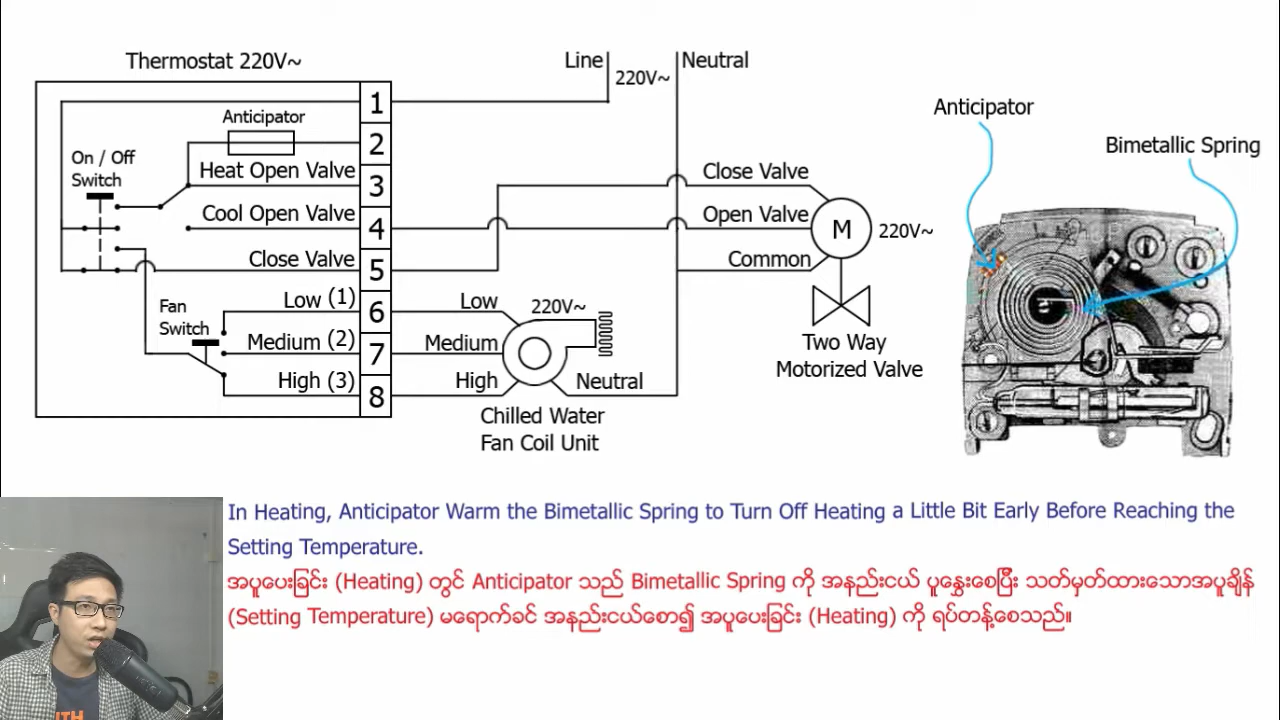 Thermostat 220V~
Line
220V~
Neutral
1
Anticipator
2
On / Off
Switch
Heat Open Valve
3
Cool Open Valve
4
Close Valve
5
Fan
Switch
Low (1)
6
Medium (2)
7
High (3)
8
Low
220V~
Medium
High
Neutral
Chilled Water
Fan Coil Unit
Close Valve
Open Valve
M
220V~
Common
Two Way
Motorized Valve
Anticipator
Bimetallic Spring
In Heating, Anticipator Warm the Bimetallic Spring to Turn Off Heating a Little Bit Early Before Reaching the
Setting Temperature.
အပူပေးခြင်း (Heating) တွင် Anticipator သည် Bimetallic Spring ကို အနည်းငယ် ပူနွေးစေပြီး သတ်မှတ်ထားသောအပူချိန်
(Setting Temperature) မရောက်ခင် အနည်းငယ်စော၍ အပူပေးခြင်း (Heating) ကို ရပ်တန့်စေသည်။